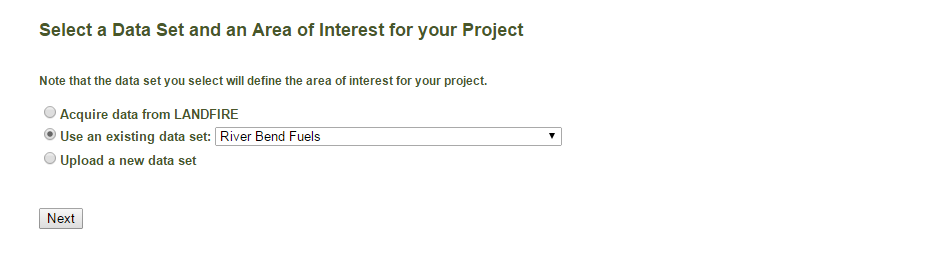 Select a Data Set and an Area of Interest for your Project
Note that the data set you select will define the area of interest for your project.
Acquire data from LANDFIRE
Use an existing data set: River Bend Fuels
Upload a new data set
Next